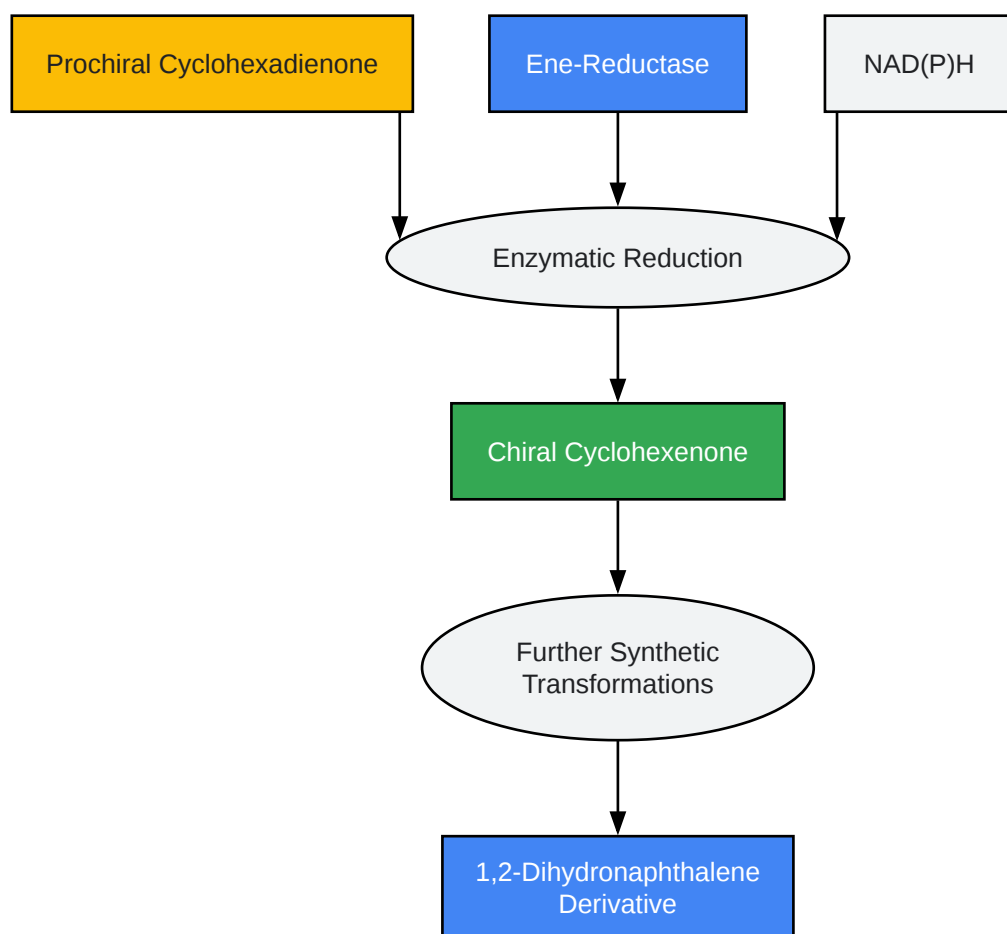 Prochiral Cyclohexadienone
Ene-Reductase
NAD(P)H
Enzymatic Reduction
Chiral Cyclohexenone
Further Synthetic
Transformations
1,2-Dihydronaphthalene
Derivative